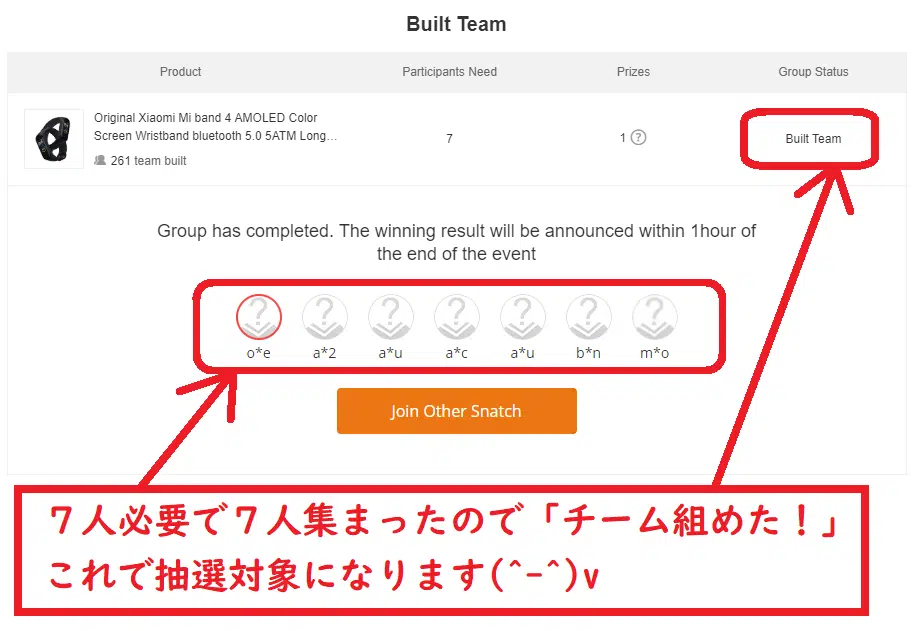 Built Team
Product Participants Need Prizes Group Status
Original Xiaomi Mi band 4 AMOLED Color
Screen Wristband bluetooth 5.0 5ATM Long...
261 team built
7
1 ?
Built Team
Group has completed. The winning result will be announced within 1hour of
the end of the event
o*e a*2 a*u a*c a*u b*n m*o
Join Other Snatch
７人必要で７人集まったので「チーム組めた！」
これで抽選対象になります(^-^)v